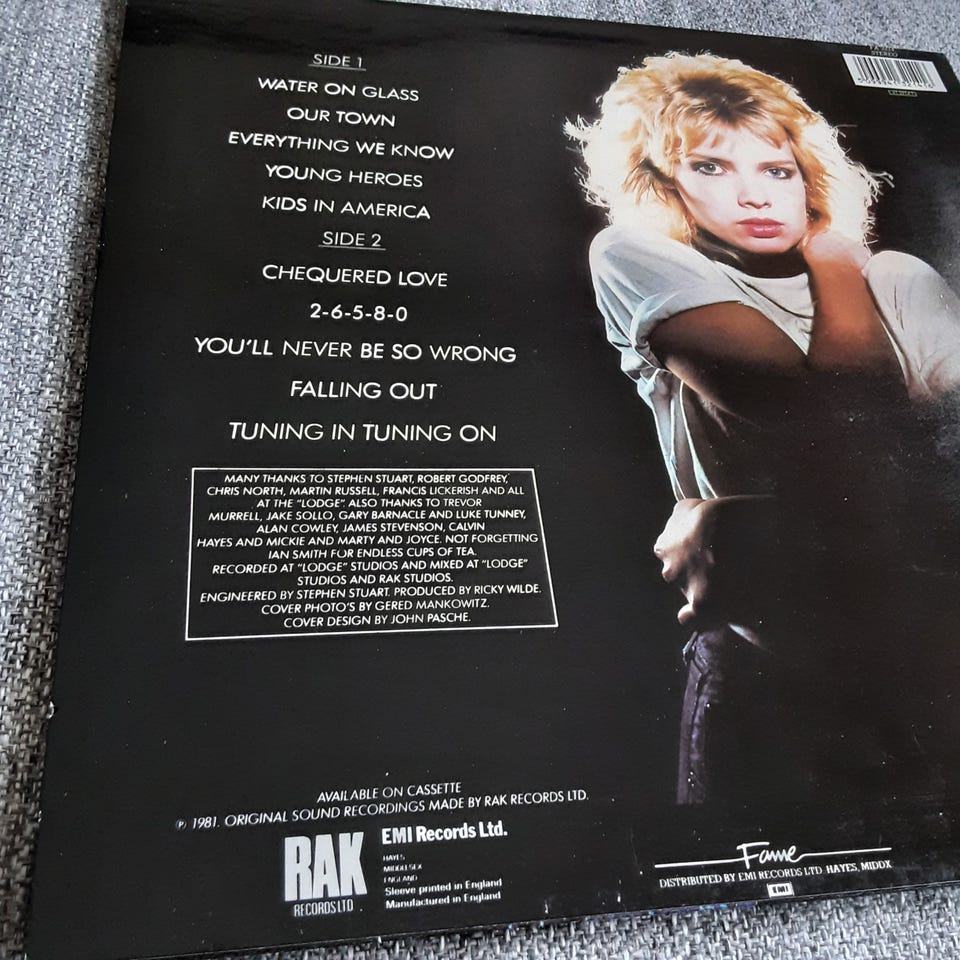 SIDE 1
WATER ON GLASS
OUR TOWN
EVERYTHING WE KNOW
YOUNG HEROES
KIDS IN AMERICA
SIDE 2
CHEQUERED LOVE
2-6-5-8-0
YOU'LL NEVER BE SO WRONG
FALLING OUT
TUNING IN TUNING ON
MANY THANKS TO STEPHEN STUART, ROBERT GODFREY,
CHRIS NORTH, MARTIN RUSSELL, FRANCIS LICKERISH AND ALL
AT THE "LODGE". ALSO THANKS TO TREVOR
MURRELL, JAKE SOLLO, GARY BARNACLE AND LUKE TUNNEY,
ALAN COWLEY, JAMES STEVENSON, CALVIN
HAYES AND MICKIE AND MARTY AND JOYCE. NOT FORGETTING
IAN SMITH FOR ENDLESS CUPS OF TEA.
RECORDED AT "LODGE" STUDIOS AND MIXED AT "LODGE"
STUDIOS AND RAK STUDIOS.
ENGINEERED BY STEPHEN STUART. PRODUCED BY RICKY WILDE.
COVER PHOTO'S BY GERED MANKOWITZ.
COVER DESIGN BY JOHN PASCHE.
AVAILABLE ON CASSETTE
℗ 1981. ORIGINAL SOUND RECORDINGS MADE BY RAK RECORDS LTD.
RAK
RECORDS LTD
EMI Records Ltd.
HAYES
MIDDLESEX
ENGLAND
Sleeve printed in England
Manufactured in England
Fame
DISTRIBUTED BY EMI RECORDS LTD. HAYES, MIDDX
EMI
STEREO